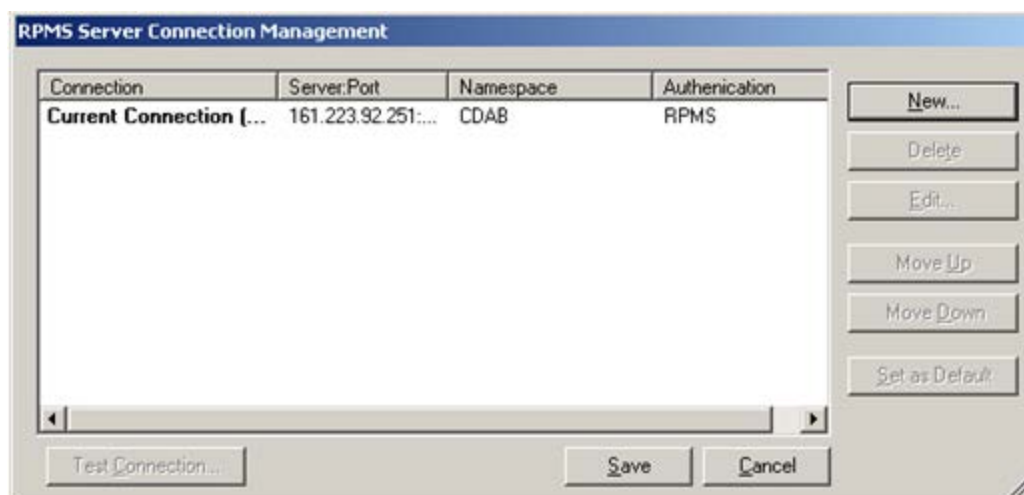 RPMS Server Connection Management
Connection Server:Port Namespace Authenication
Current Connection (... 161.223.92.251:... CDAB RPMS
New...
Delete
Edit...
Move Up
Move Down
Set as Default
Test Connection... Save Cancel